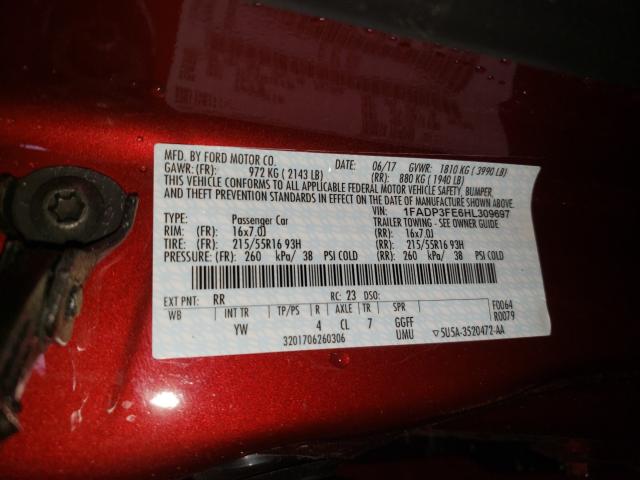 MFD. BY FORD MOTOR CO. DATE: 06/17 GVWR: 1810 KG ( 3990 LB)
GAWR: (FR): 972 KG ( 2143 LB) (RR): 880 KG ( 1940 LB)
CONFORMS TO ALL APPLICABLE FEDERAL MOTOR VEHICLE SAFETY, BUMPER,
AND THEFT PREVENTION STANDARDS IN EFFECT ON THE DATE OF MANUFACTURE SHOWN ABOVE.
VIN: 1FADP3FE6HL309697
TYPE: Passenger Car TRAILER TOWING - SEE OWNER GUIDE
RIM: (FR) 16x7.0J (RR) 16x7.0J
TIRE: (FR) 215/55R16 93H (RR) 215/55R16 93H
PRESSURE: (FR) 260 kPa/ 38 PSI COLD (RR) 260 kPa/ 38 PSI COLD
EXT PNT: RR RC: 23 DSO: F0064
WB INT TR TP/PS R AXLE TR SPR R0079
YW 4 CL 7 GGFF
3201706260306 UMU ▽5U5A-3520472-AA